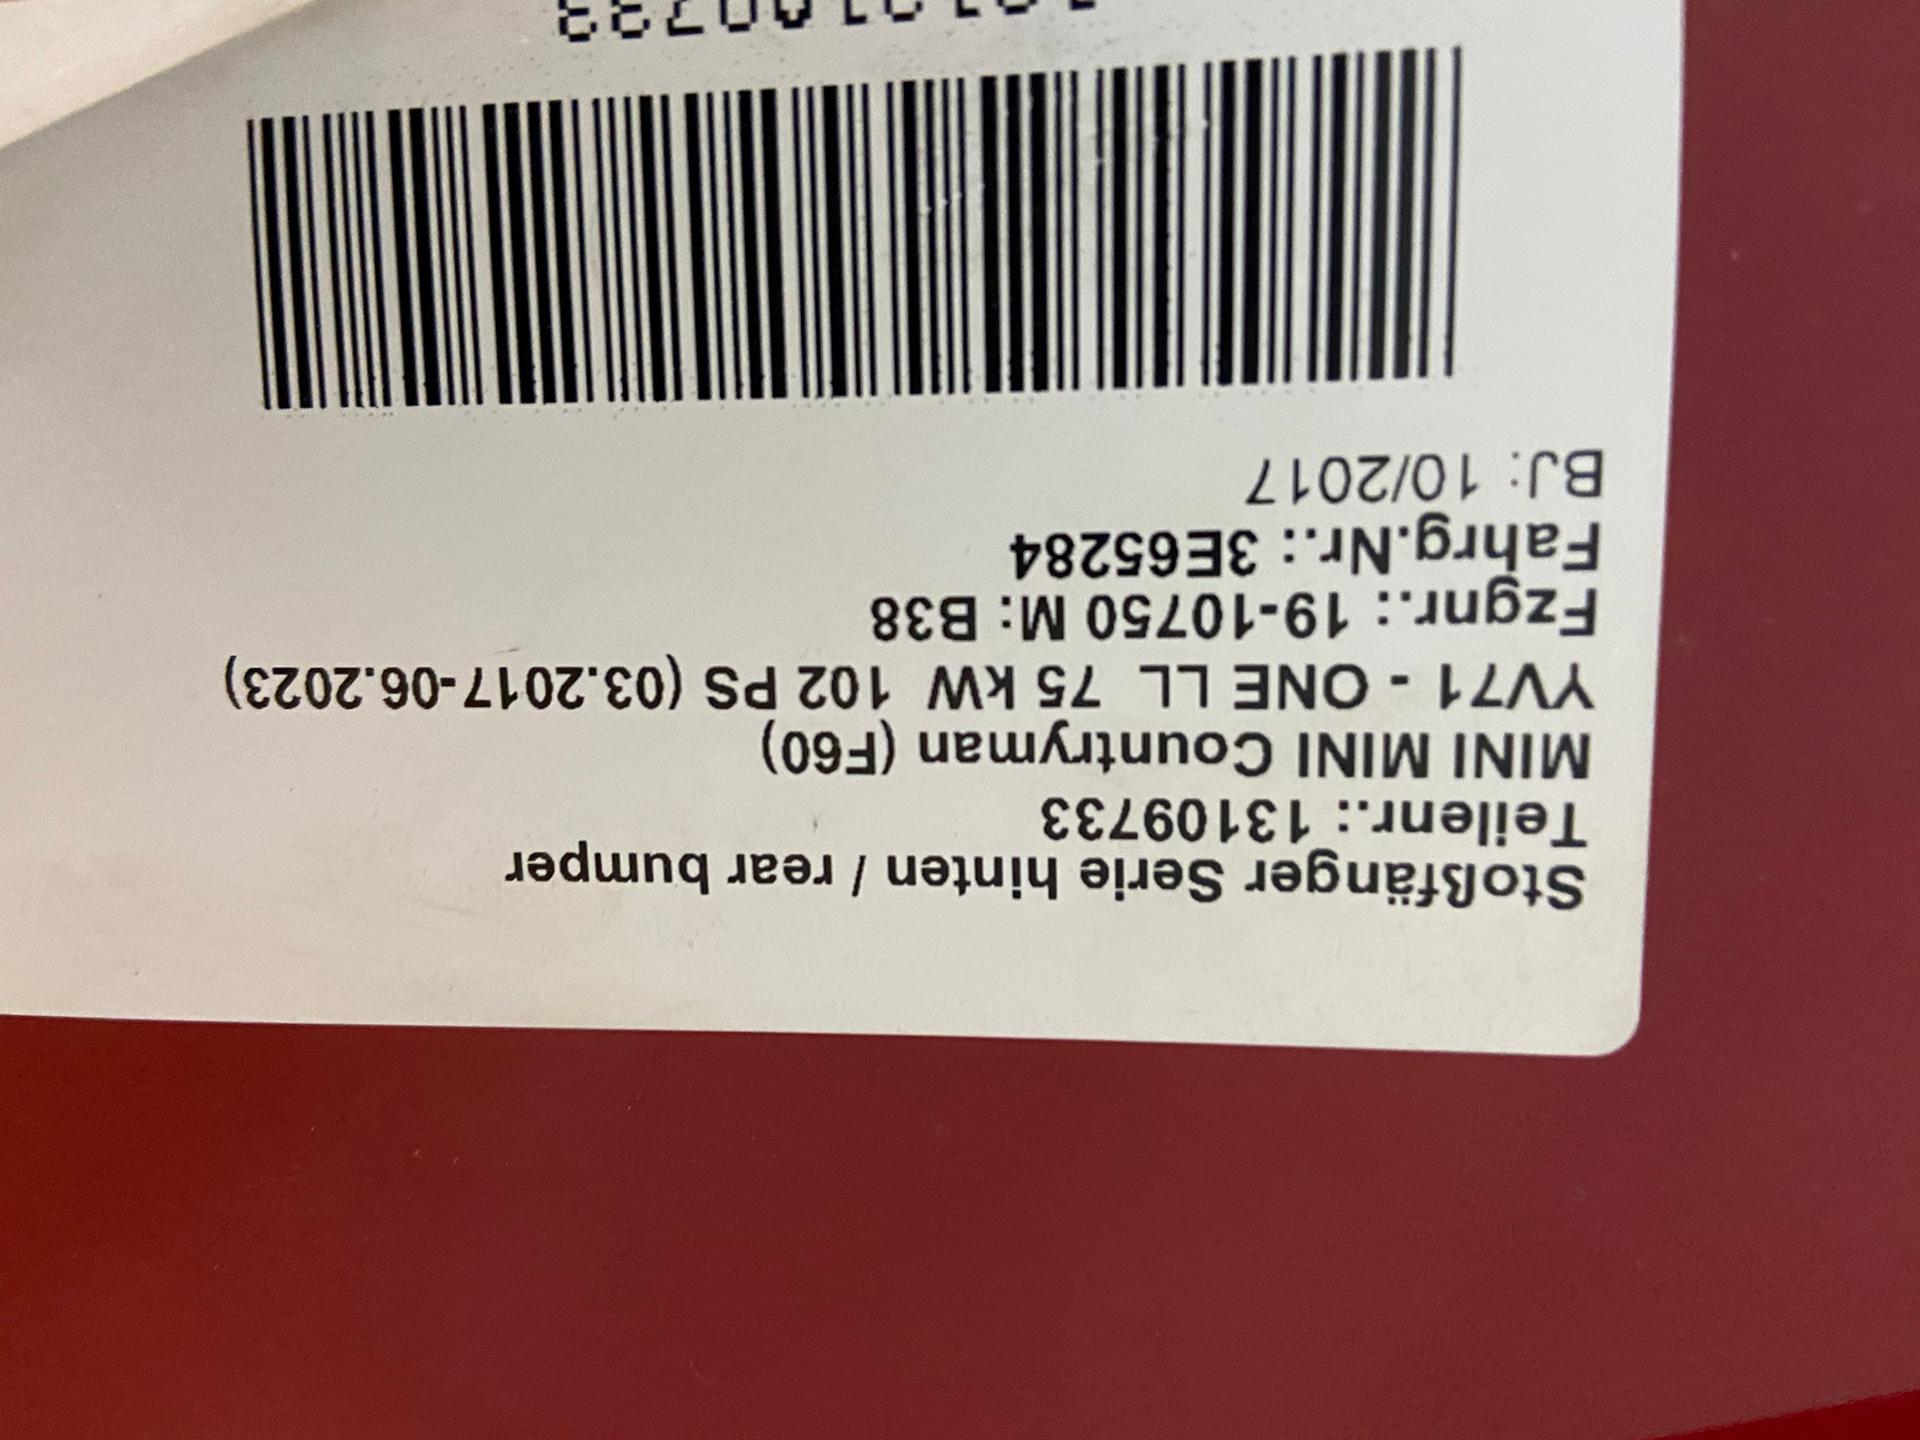 Stoßfänger Serie hinten / rear bumper
Teilenr.: 13109733
MINI MINI Countryman (F60)
YV71 - ONE LL 75 kW 102 PS (03.2017-06.2023)
Fzgnr.: 19-10750 M: B38
Fahrg.Nr.: 3E65284
BJ: 10/2017